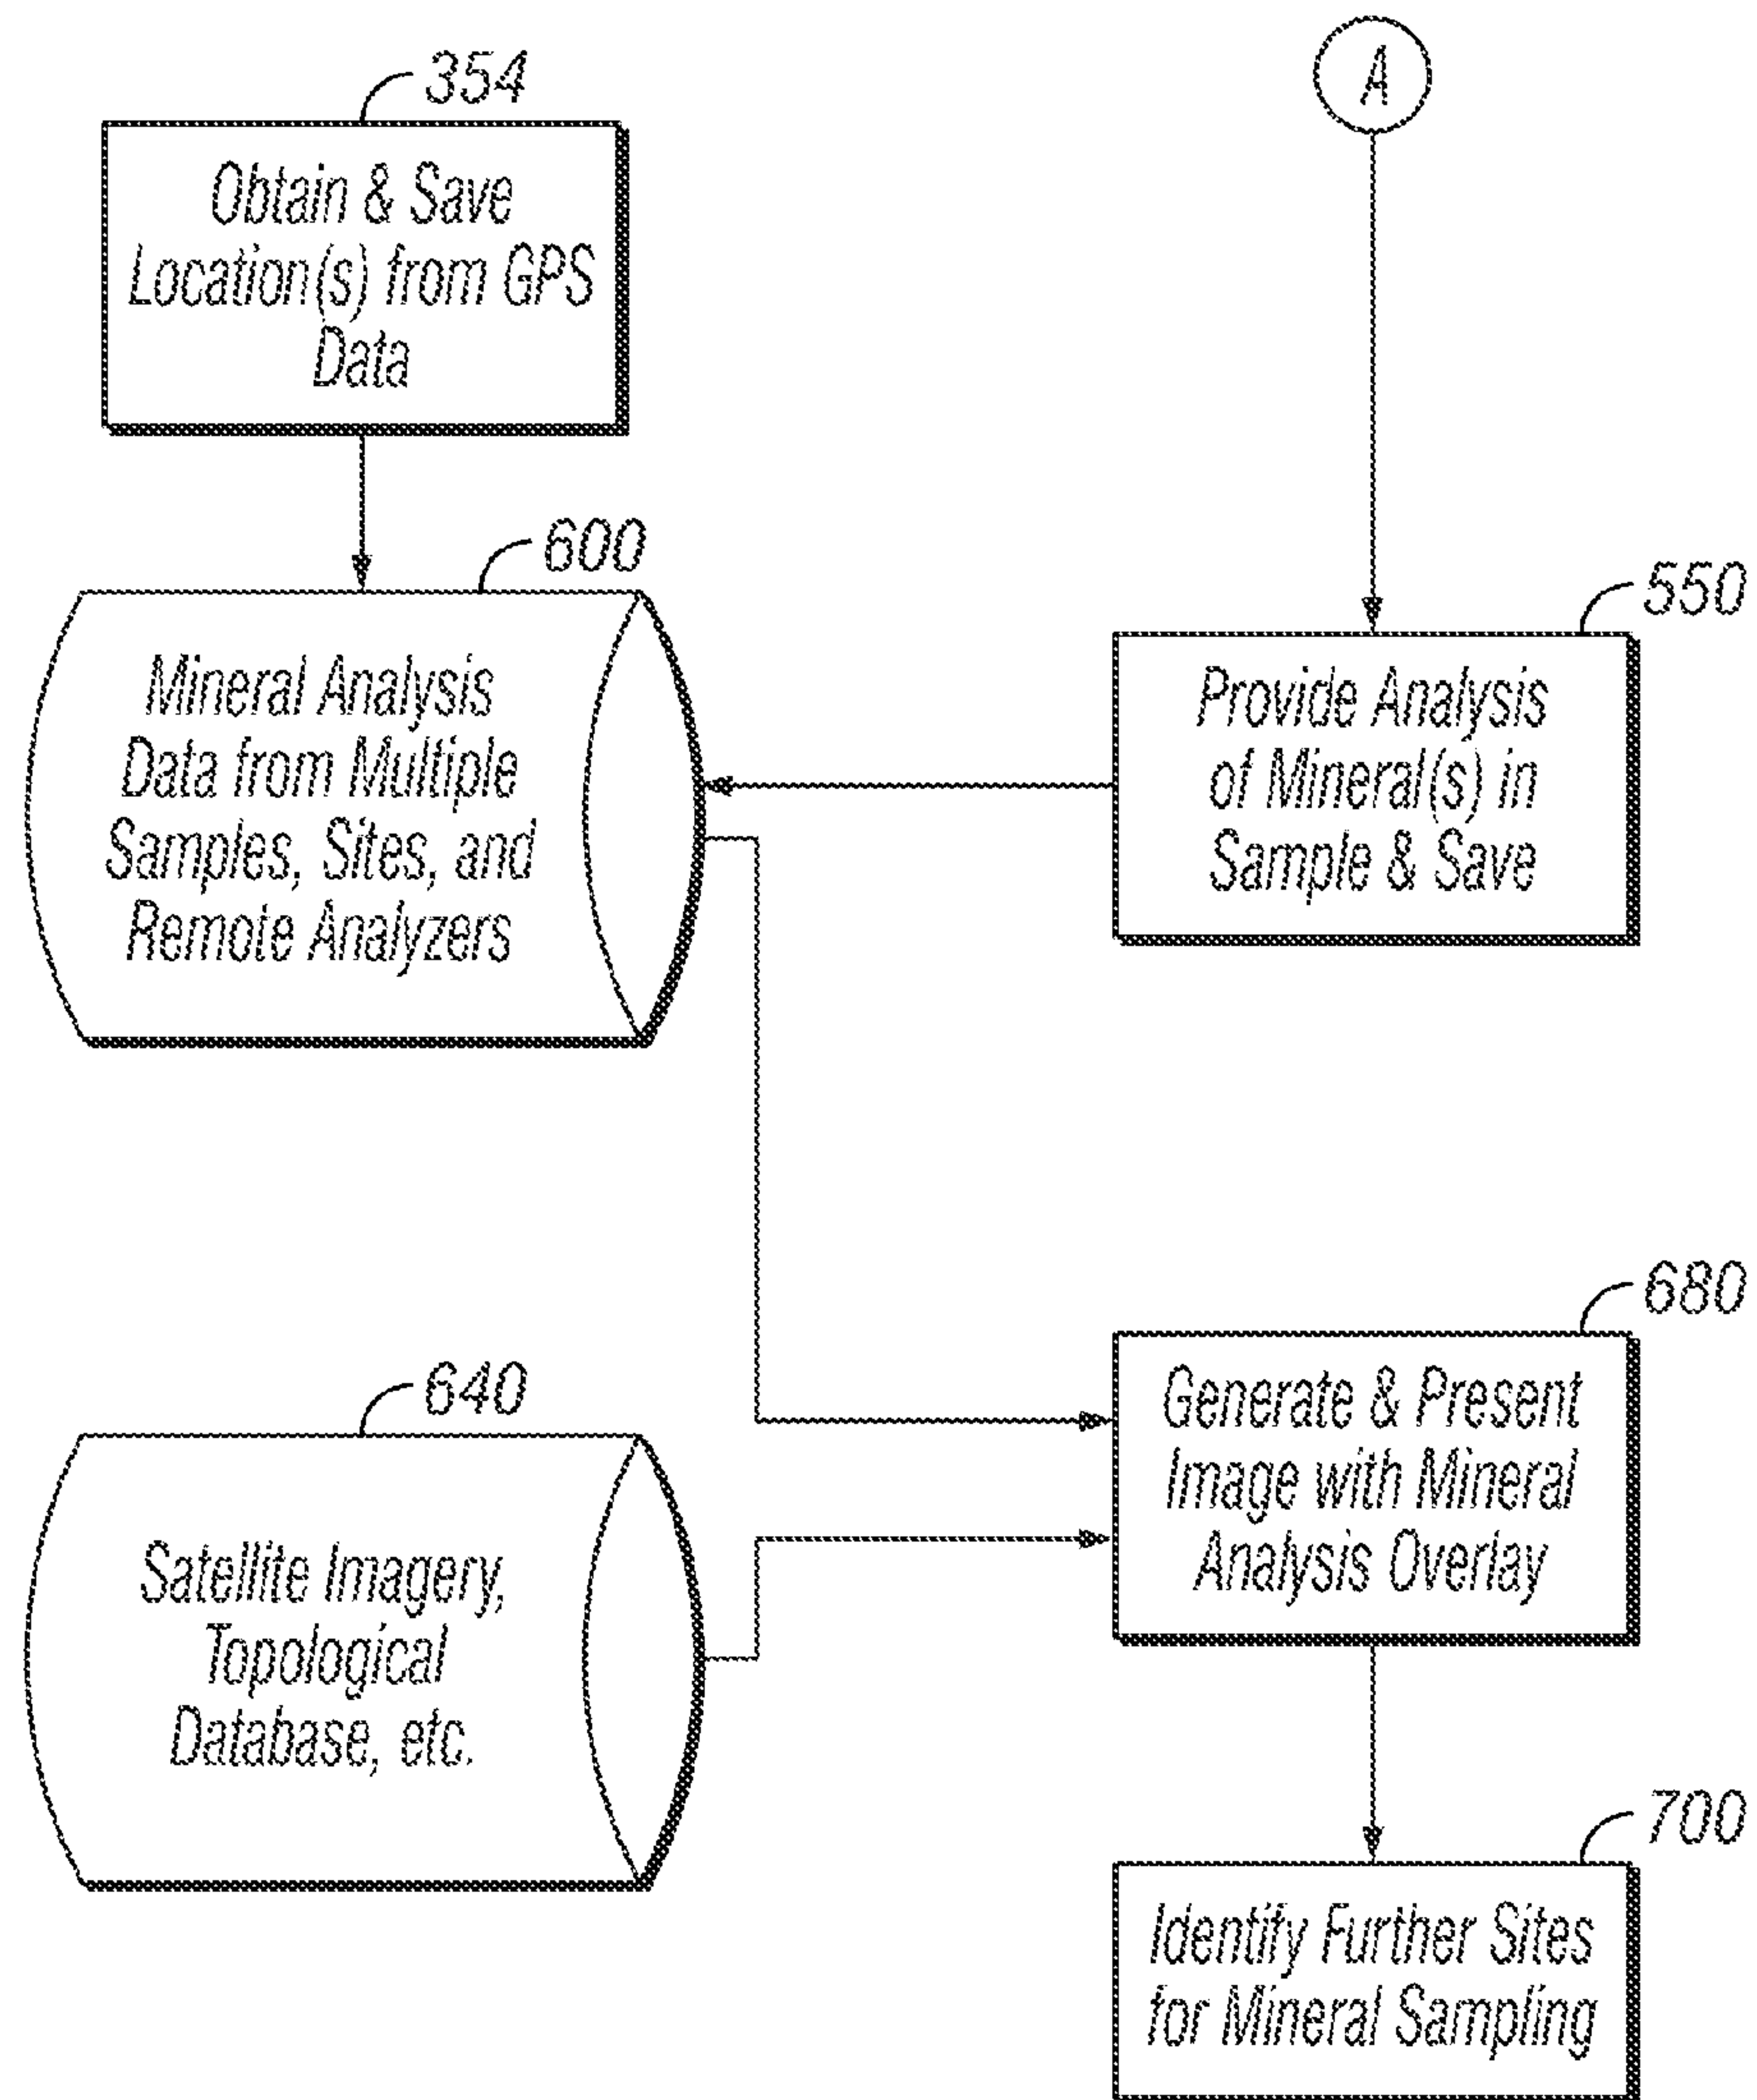 354
Obtain & Save
Location(s) from GPS
Data
A
600
Mineral Analysis
Data from Multiple
Samples, Sites, and
Remote Analyzers
550
Provide Analysis
of Mineral(s) in
Sample & Save
640
Satellite Imagery,
Topological
Database, etc.
680
Generate & Present
Image with Mineral
Analysis Overlay
700
Identify Further Sites
for Mineral Sampling